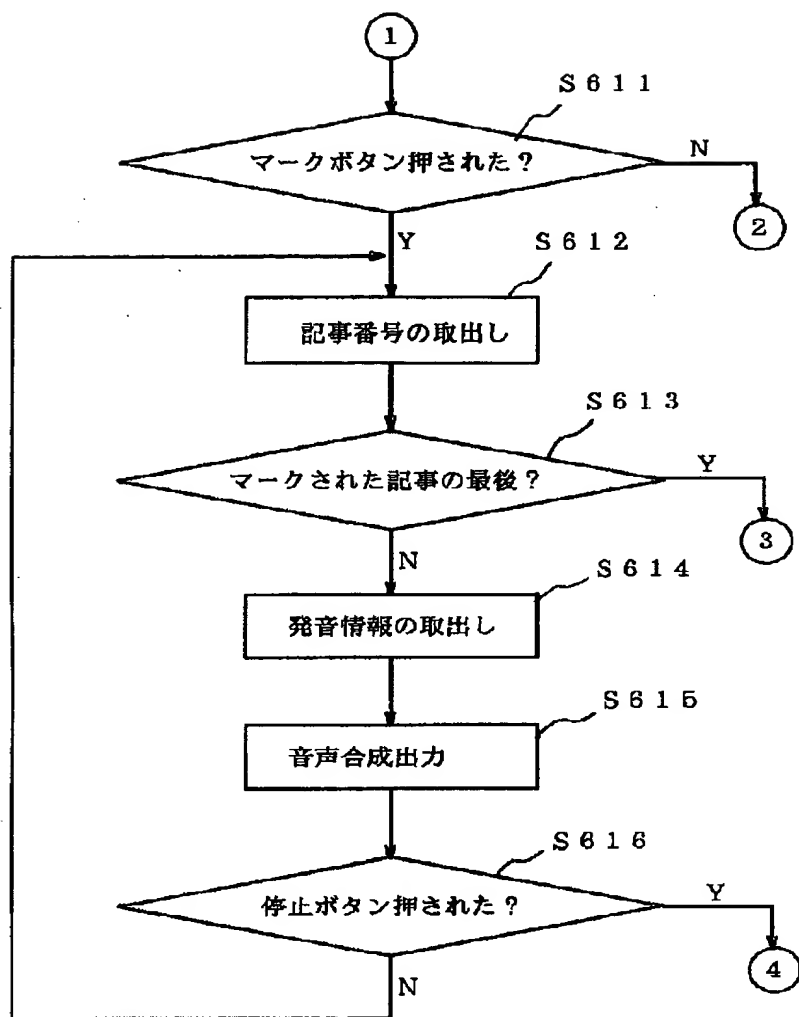 1
S611
マークボタン押された?
N
2
Y
S612
記事番号の取出し
S613
マークされた記事の最後?
Y
3
N
S614
発音情報の取出し
S615
音声合成出力
S616
停止ボタン押された?
Y
4
N